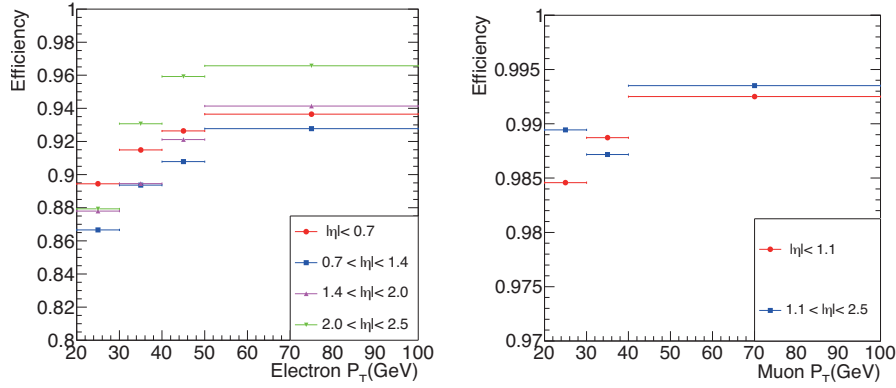 Efficiency
1
0.98
0.96
0.94
0.92
0.9
0.88
0.86
0.84
0.82
0.8
20 30 40 50 60 70 80 90 100
Electron P_T(GeV)
|η|< 0.7
0.7 < |η|< 1.4
1.4 < |η|< 2.0
2.0 < |η|< 2.5
Efficiency
1
0.995
0.99
0.985
0.98
0.975
0.97
20 30 40 50 60 70 80 90 100
Muon P_T(GeV)
|η|< 1.1
1.1 < |η|< 2.5